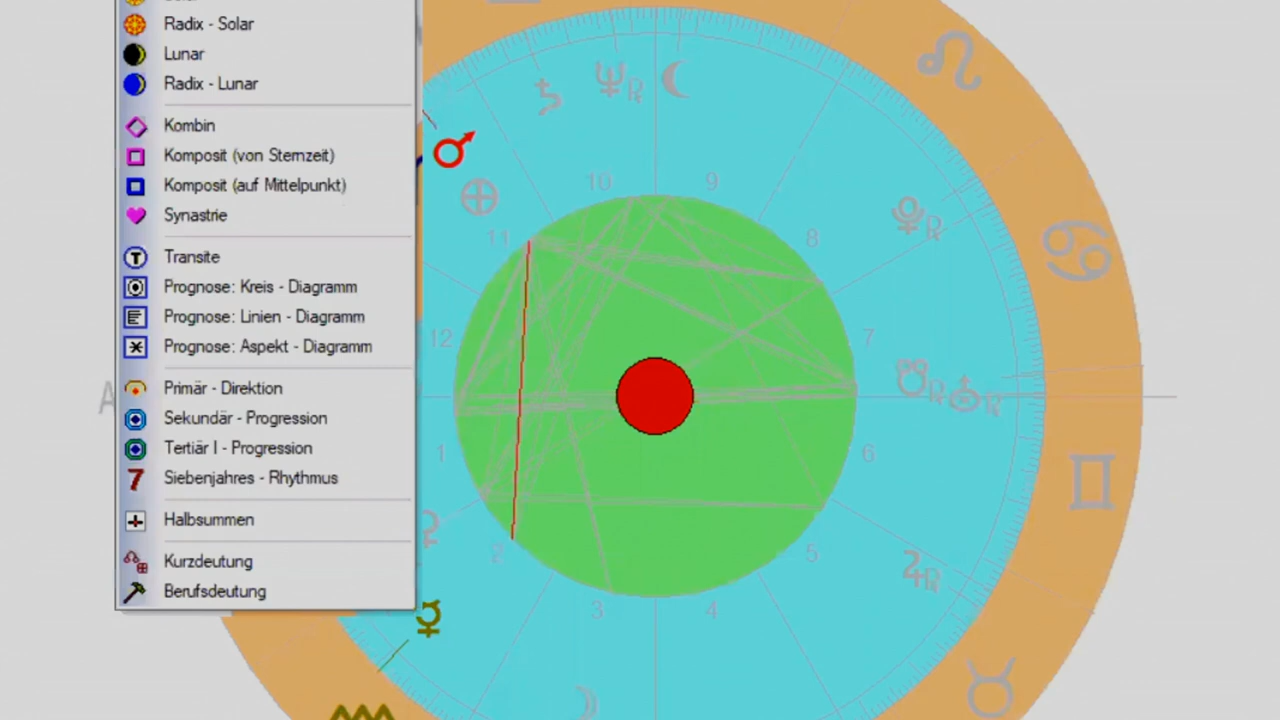 Radix - Solar
Lunar
Radix - Lunar
Kombin
Komposit (von Sternzeit)
Komposit (auf Mittelpunkt)
Synastrie
T Transite
Prognose: Kreis - Diagramm
Prognose: Linien - Diagramm
Prognose: Aspekt - Diagramm
Primär - Direktion
Sekundär - Progression
Tertiär I - Progression
7 Siebenjahres - Rhythmus
Halbsummen
Kurzdeutung
Berufsdeutung
10 9
11 8
12 7
A
1 6
2 5
3 4